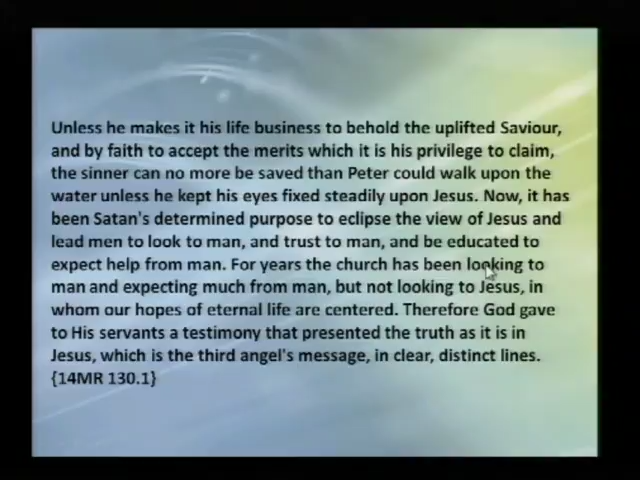 Unless he makes it his life business to behold the uplifted Saviour,
and by faith to accept the merits which it is his privilege to claim,
the sinner can no more be saved than Peter could walk upon the
water unless he kept his eyes fixed steadily upon Jesus. Now, it has
been Satan's determined purpose to eclipse the view of Jesus and
lead men to look to man, and trust to man, and be educated to
expect help from man. For years the church has been looking to
man and expecting much from man, but not looking to Jesus, in
whom our hopes of eternal life are centered. Therefore God gave
to His servants a testimony that presented the truth as it is in
Jesus, which is the third angel's message, in clear, distinct lines.
{14MR 130.1}